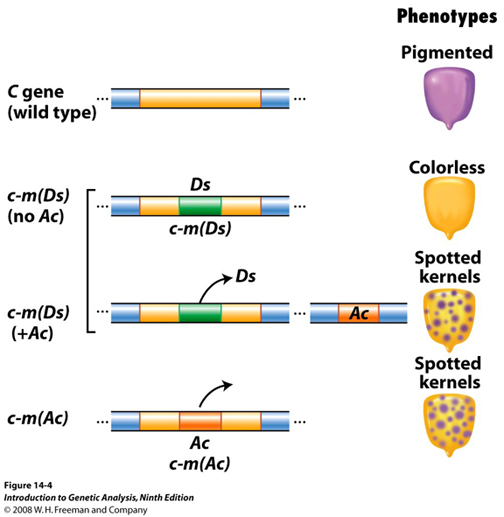 Phenotypes
Pigmented
C gene
(wild type)
...
...
Colorless
c-m(Ds)
(no Ac)
...
Ds
...
c-m(Ds)
Spotted
kernels
c-m(Ds)
(+Ac)
...
Ds
...
Ac
Spotted
kernels
c-m(Ac)
...
...
Ac
c-m(Ac)
Figure 14-4
Introduction to Genetic Analysis, Ninth Edition
© 2008 W. H. Freeman and Company